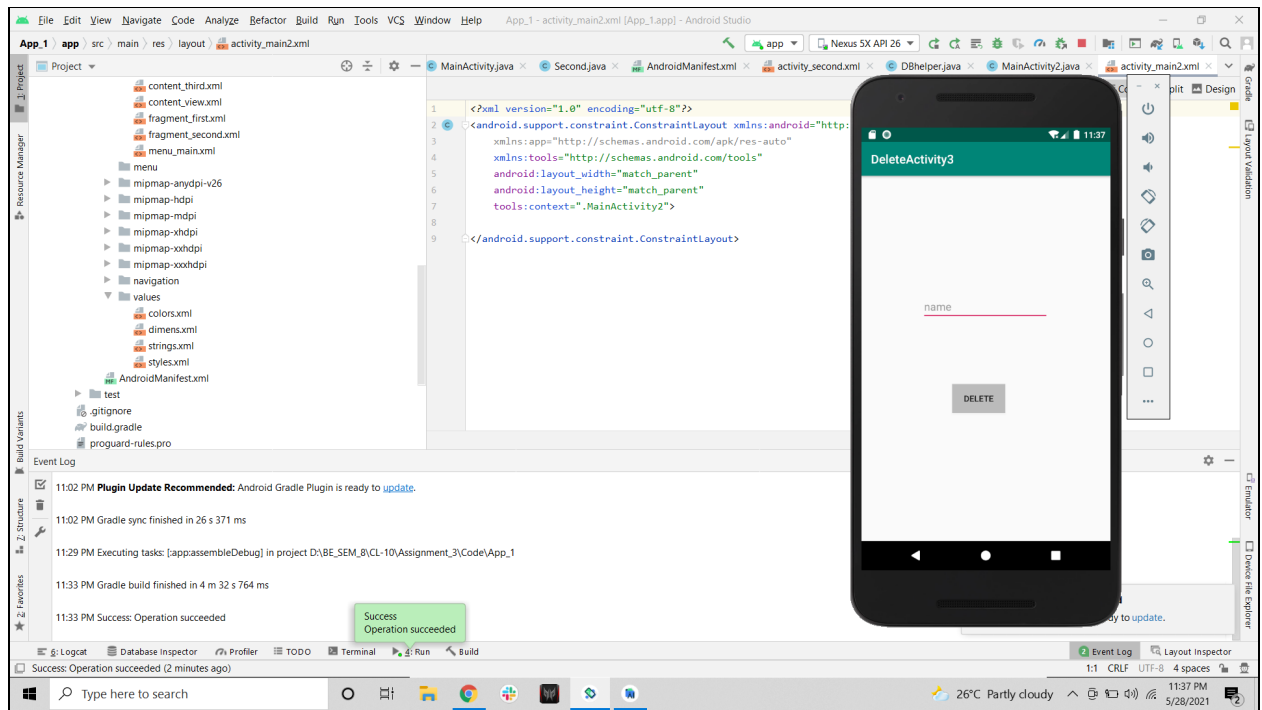 File Edit View Navigate Code Analyze Refactor Build Run Tools VCS Window Help App_1 - activity_main2.xml [App_1.app] - Android Studio
App_1 app src main res layout activity_main2.xml app Nexus 5X API 26
1: Project
Resource Manager
Build Variants
Z: Structure
2: Favorites
Project
MainActivity.java Second.java AndroidManifest.xml activity_second.xml DBhelper.java MainActivity2.java activity_main2.xml
plit Design
content_third.xml
content_view.xml
fragment_first.xml
fragment_second.xml
menu_main.xml
menu
mipmap-anydpi-v26
mipmap-hdpi
mipmap-mdpi
mipmap-xhdpi
mipmap-xxhdpi
mipmap-xxxhdpi
navigation
values
colors.xml
dimens.xml
strings.xml
styles.xml
AndroidManifest.xml
test
.gitignore
build.gradle
proguard-rules.pro
1 <?xml version="1.0" encoding="utf-8"?>
2 <android.support.constraint.ConstraintLayout xmlns:android="http:
3 xmlns:app="http://schemas.android.com/apk/res-auto"
4 xmlns:tools="http://schemas.android.com/tools"
5 android:layout_width="match_parent"
6 android:layout_height="match_parent"
7 tools:context=".MainActivity2">
8
9 </android.support.constraint.ConstraintLayout>
11:37
DeleteActivity3
name
DELETE
Gradle
Layout Validation
Emulator
Device File Explorer
Event Log
11:02 PM Plugin Update Recommended: Android Gradle Plugin is ready to update.
11:02 PM Gradle sync finished in 26 s 371 ms
11:29 PM Executing tasks: [:app:assembleDebug] in project D:\BE_SEM_8\CL-10\Assignment_3\Code\App_1
11:33 PM Gradle build finished in 4 m 32 s 764 ms
11:33 PM Success: Operation succeeded
Success
Operation succeeded
dy to update.
6: Logcat Database Inspector Profiler TODO Terminal 4: Run Build 2 Event Log Layout Inspector
Success: Operation succeeded (2 minutes ago) 1:1 CRLF UTF-8 4 spaces
Type here to search 26°C Partly cloudy 11:37 PM
5/28/2021 2